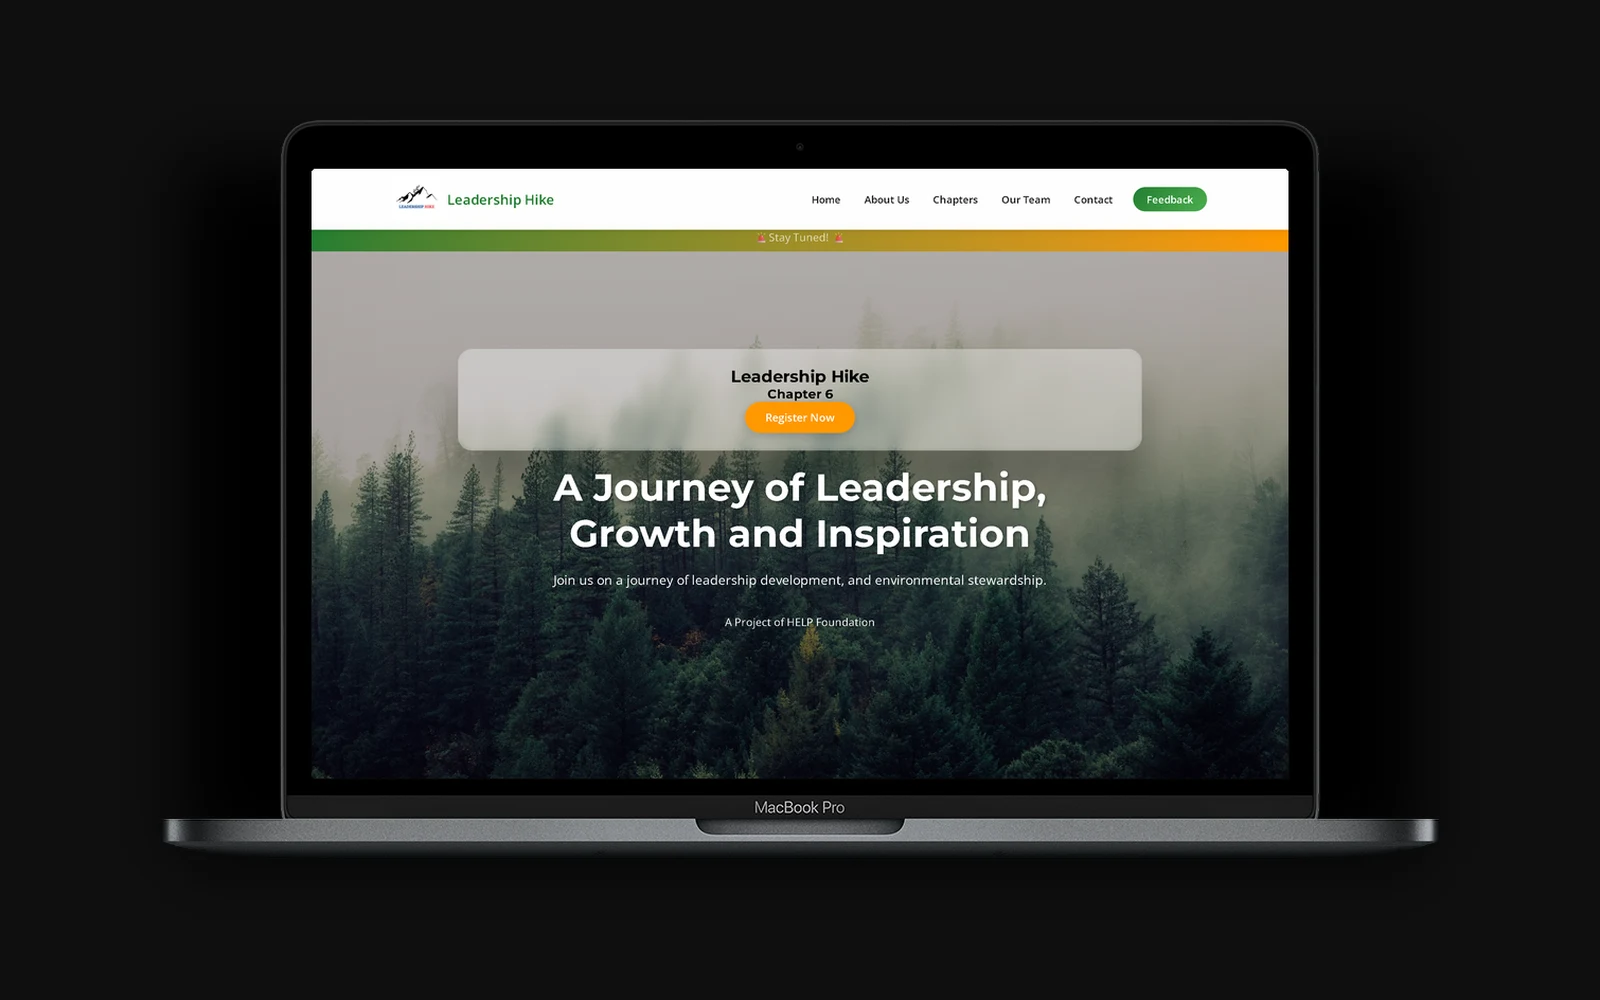 LEADERSHIP HIKE
Leadership Hike
Home
About Us
Chapters
Our Team
Contact
Feedback
🚨 Stay Tuned! 🚨
Leadership Hike
Chapter 6
Register Now
A Journey of Leadership,
Growth and Inspiration
Join us on a journey of leadership development, and environmental stewardship.
A Project of HELP Foundation
MacBook Pro